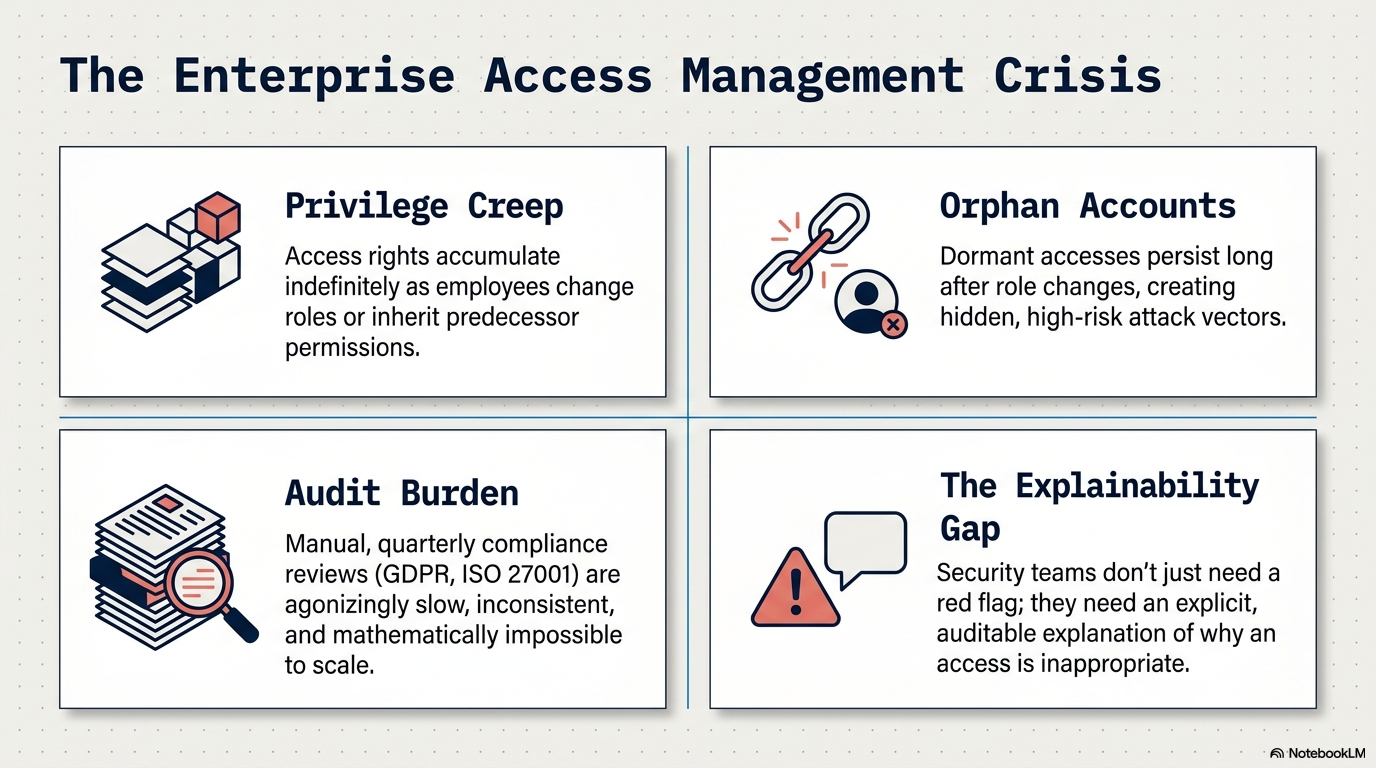 The Enterprise Access Management Crisis
Privilege Creep
Access rights accumulate
indefinitely as employees change
roles or inherit predecessor
permissions.
Orphan Accounts
Dormant accesses persist long
after role changes, creating
hidden, high-risk attack vectors.
Audit Burden
Manual, quarterly compliance
reviews (GDPR, ISO 27001) are
agonizingly slow, inconsistent,
and mathematically impossible
to scale.
The Explainability
Gap
Security teams don’t just need a
red flag; they need an explicit,
auditable explanation of why an
access is inappropriate.
NotebookLM